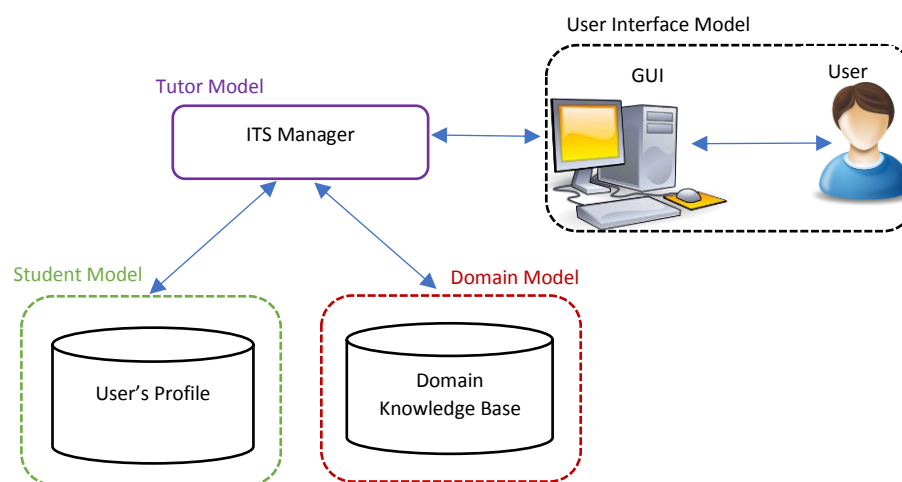 User Interface Model
GUI
User
Tutor Model
ITS Manager
Student Model
Domain Model
User’s Profile
Domain
Knowledge Base